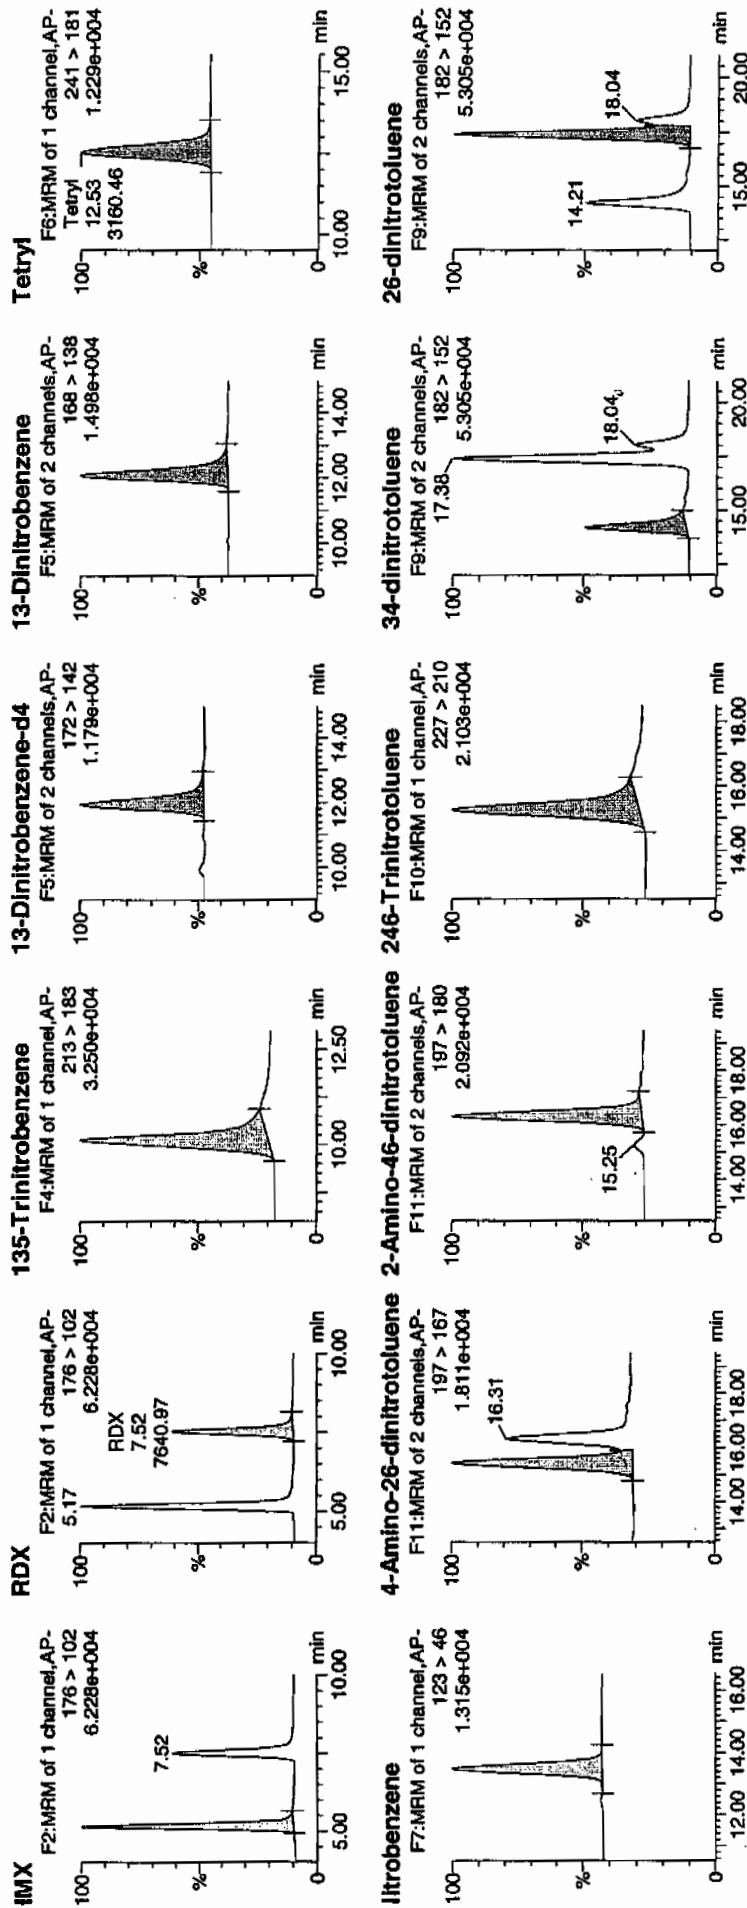 IMX
F2:MRM of 1 channel,AP-
176 > 102
6.228e+004
100
%
0
7.52
5.00
10.00
min
RDX
F2:MRM of 1 channel,AP-
176 > 102
6.228e+004
100
%
0
5.17
RDX
7.52
7640.97
5.00
10.00
min
135-Trinitrobenzene
F4:MRM of 1 channel,AP-
213 > 183
3.250e+004
100
%
0
10.00
12.50
min
13-Dinitrobenzene-d4
F5:MRM of 2 channels,AP-
172 > 142
1.179e+004
100
%
0
10.00
12.00
14.00
min
13-Dinitrobenzene
F5:MRM of 2 channels,AP-
168 > 138
1.498e+004
100
%
0
10.00
12.00
14.00
min
Tetryl
F6:MRM of 1 channel,AP-
241 > 181
1.229e+004
100
%
0
Tetryl
12.53
3160.46
10.00
15.00
min
litrobenzene
F7:MRM of 1 channel,AP-
123 > 46
1.315e+004
100
%
0
12.00
14.00
16.00
min
4-Amino-26-dinitrotoluene
F11:MRM of 2 channels,AP-
197 > 167
1.811e+004
100
%
0
16.31
14.00
16.00
18.00
min
2-Amino-46-dinitrotoluene
F11:MRM of 2 channels,AP-
197 > 180
2.092e+004
100
%
0
15.25
14.00
16.00
18.00
min
246-Trinitrotoluene
F10:MRM of 1 channel,AP-
227 > 210
2.103e+004
100
%
0
14.00
16.00
18.00
min
34-dinitrotoluene
F9:MRM of 2 channels,AP-
182 > 152
5.305e+004
100
%
0
17.38
18.04
15.00
20.00
min
26-dinitrotoluene
F9:MRM of 2 channels,AP-
182 > 152
5.305e+004
100
%
0
14.21
18.04
15.00
20.00
min